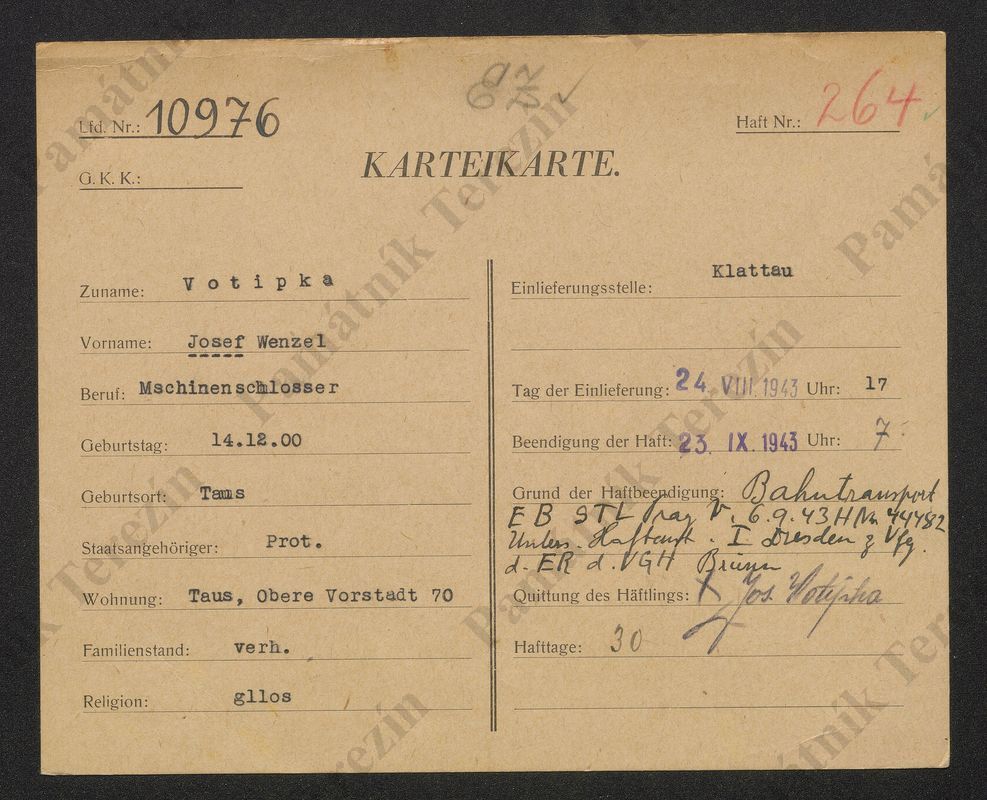 Lfd. Nr.: 10976
Haft Nr.: 264
G. K. K.:
KARTEIKARTE.
Zuname: Votipka
Vorname: Josef Wenzel
Beruf: Mschinenschlosser
Geburtstag: 14.12.00
Geburtsort: Taus
Staatsangehöriger: Prot.
Wohnung: Taus, Obere Vorstadt 70
Familienstand: verh.
Religion: gllos
Einlieferungsstelle: Klattau
Tag der Einlieferung: 24. VIII. 1943 Uhr: 17
Beendigung der Haft: 23. IX. 1943 Uhr: 7
Grund der Haftbeendigung: Bahntransport
E B STL Prag V. 6.9.43 H Nr. 44482
Unters. Haftanst. I Dresden z Vfg.
d. ER d. VGH Brünn
Quittung des Häftlings: Jos. Votipka
Hafttage: 30
Památník Terezín